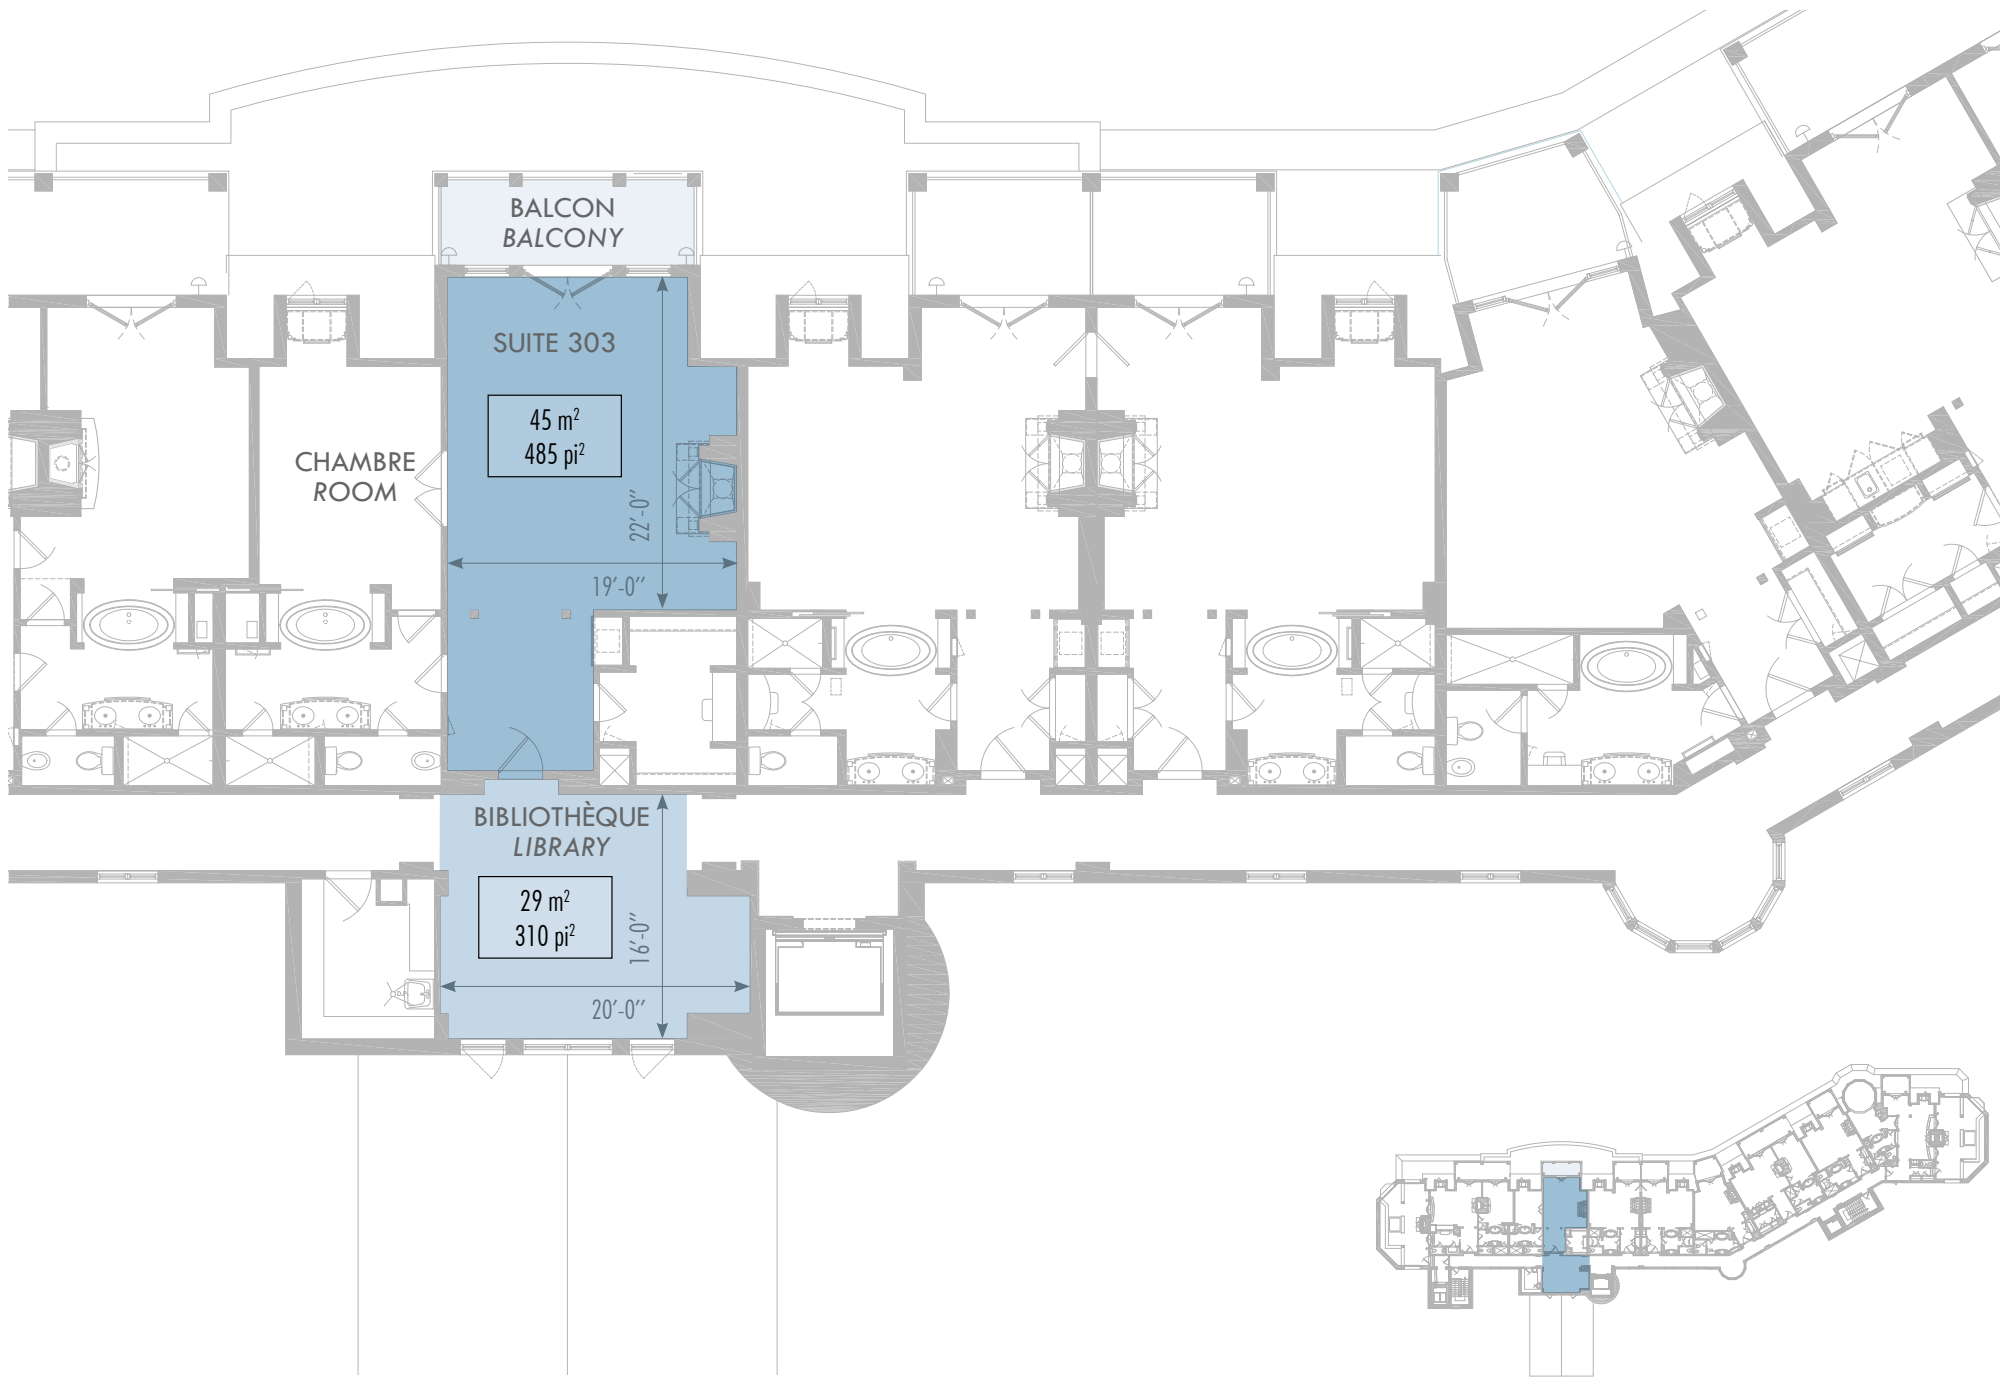 BALCON
BALCONY
SUITE 303
45 m²
485 pi²
CHAMBRE
ROOM
22'-0''
19'-0''
BIBLIOTHÈQUE
LIBRARY
29 m²
310 pi²
16'-0''
20'-0''